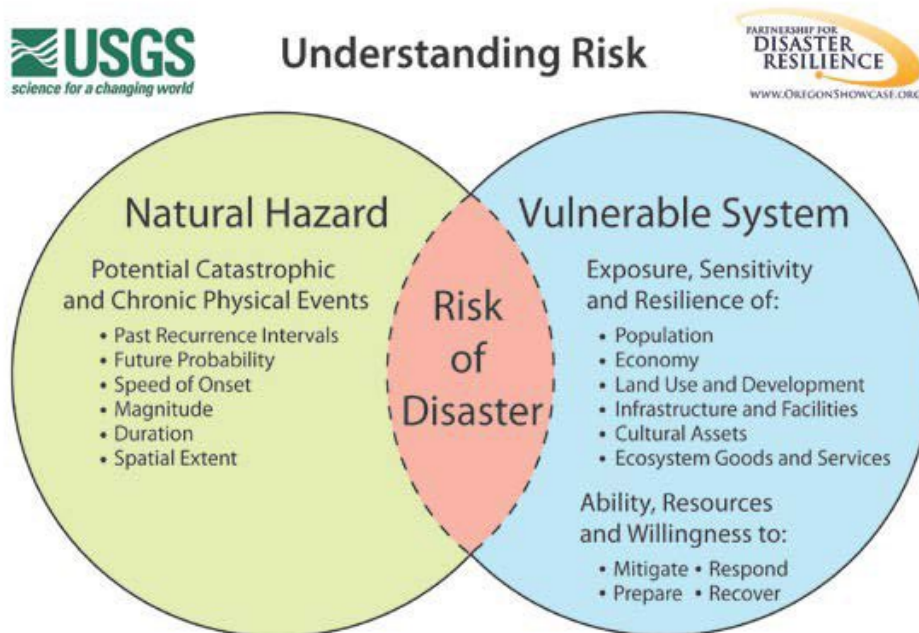 USGS
science for a changing world
Understanding Risk
PARTNERSHIP FOR
DISASTER
RESILIENCE
WWW.OREGONSHOWCASE.ORG
Natural Hazard
Potential Catastrophic
and Chronic Physical Events
• Past Recurrence Intervals
• Future Probability
• Speed of Onset
• Magnitude
• Duration
• Spatial Extent
Risk
of
Disaster
Vulnerable System
Exposure, Sensitivity
and Resilience of:
• Population
• Economy
• Land Use and Development
• Infrastructure and Facilities
• Cultural Assets
• Ecosystem Goods and Services
Ability, Resources
and Willingness to:
• Mitigate • Respond
• Prepare • Recover